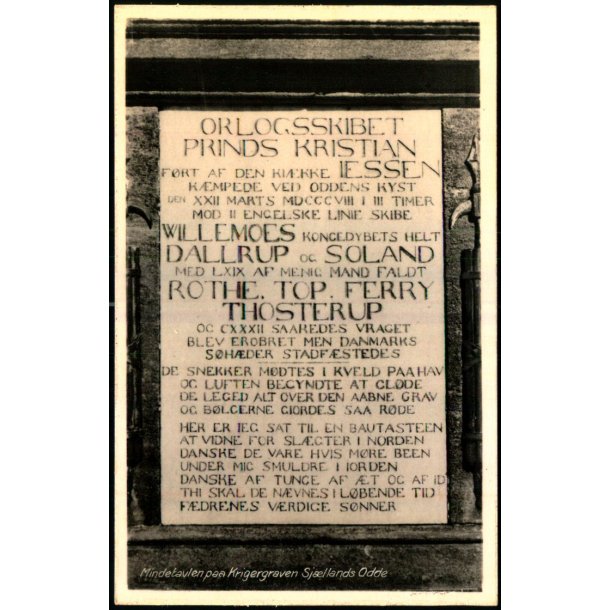 ORLOGSSKIBET
PRINDS KRISTIAN
FØRT AF DEN KIÆKKE IESSEN
KÆMPEDE VED ODDENS KYST
DEN XXII MARTS MDCCCVIII I III TIMER
MOD II ENGELSKE LINIE SKIBE
WILLEMOES KONGEDYBETS HELT
DALLRUP OG SOLAND
MED LXIX AF MENIG MAND FALDT
ROTHE. TOP. FERRY
THOSTERUP
OG CXXXII SAAREDES VRAGET
BLEV EROBRET MEN DANMARKS
SØHÆDER STADFÆSTEDES
DE SNEKKER MØDTES I KVELD PAA HAV
OG LUFTEN BEGYNDTE AT GLØDE
DE LEGED ALT OVER DEN AABNE GRAV
OG BØLGERNE GIORDES SAA RØDE
HER ER IEG SAT TIL EN BAUTASTEEN
AT VIDNE FOR SLÆGTER I NORDEN
DANSKE DE VARE HVIS MØRE BEEN
UNDER MIG SMULDRE I IORDEN
DANSKE AF TUNGE AF ÆT OG AF ID
THI SKAL DE NÆVNES I LØBENDE TID
FÆDRENES VÆRDIGE SØNNER
Mindetavlen paa Krigergraven Sjællands Odde